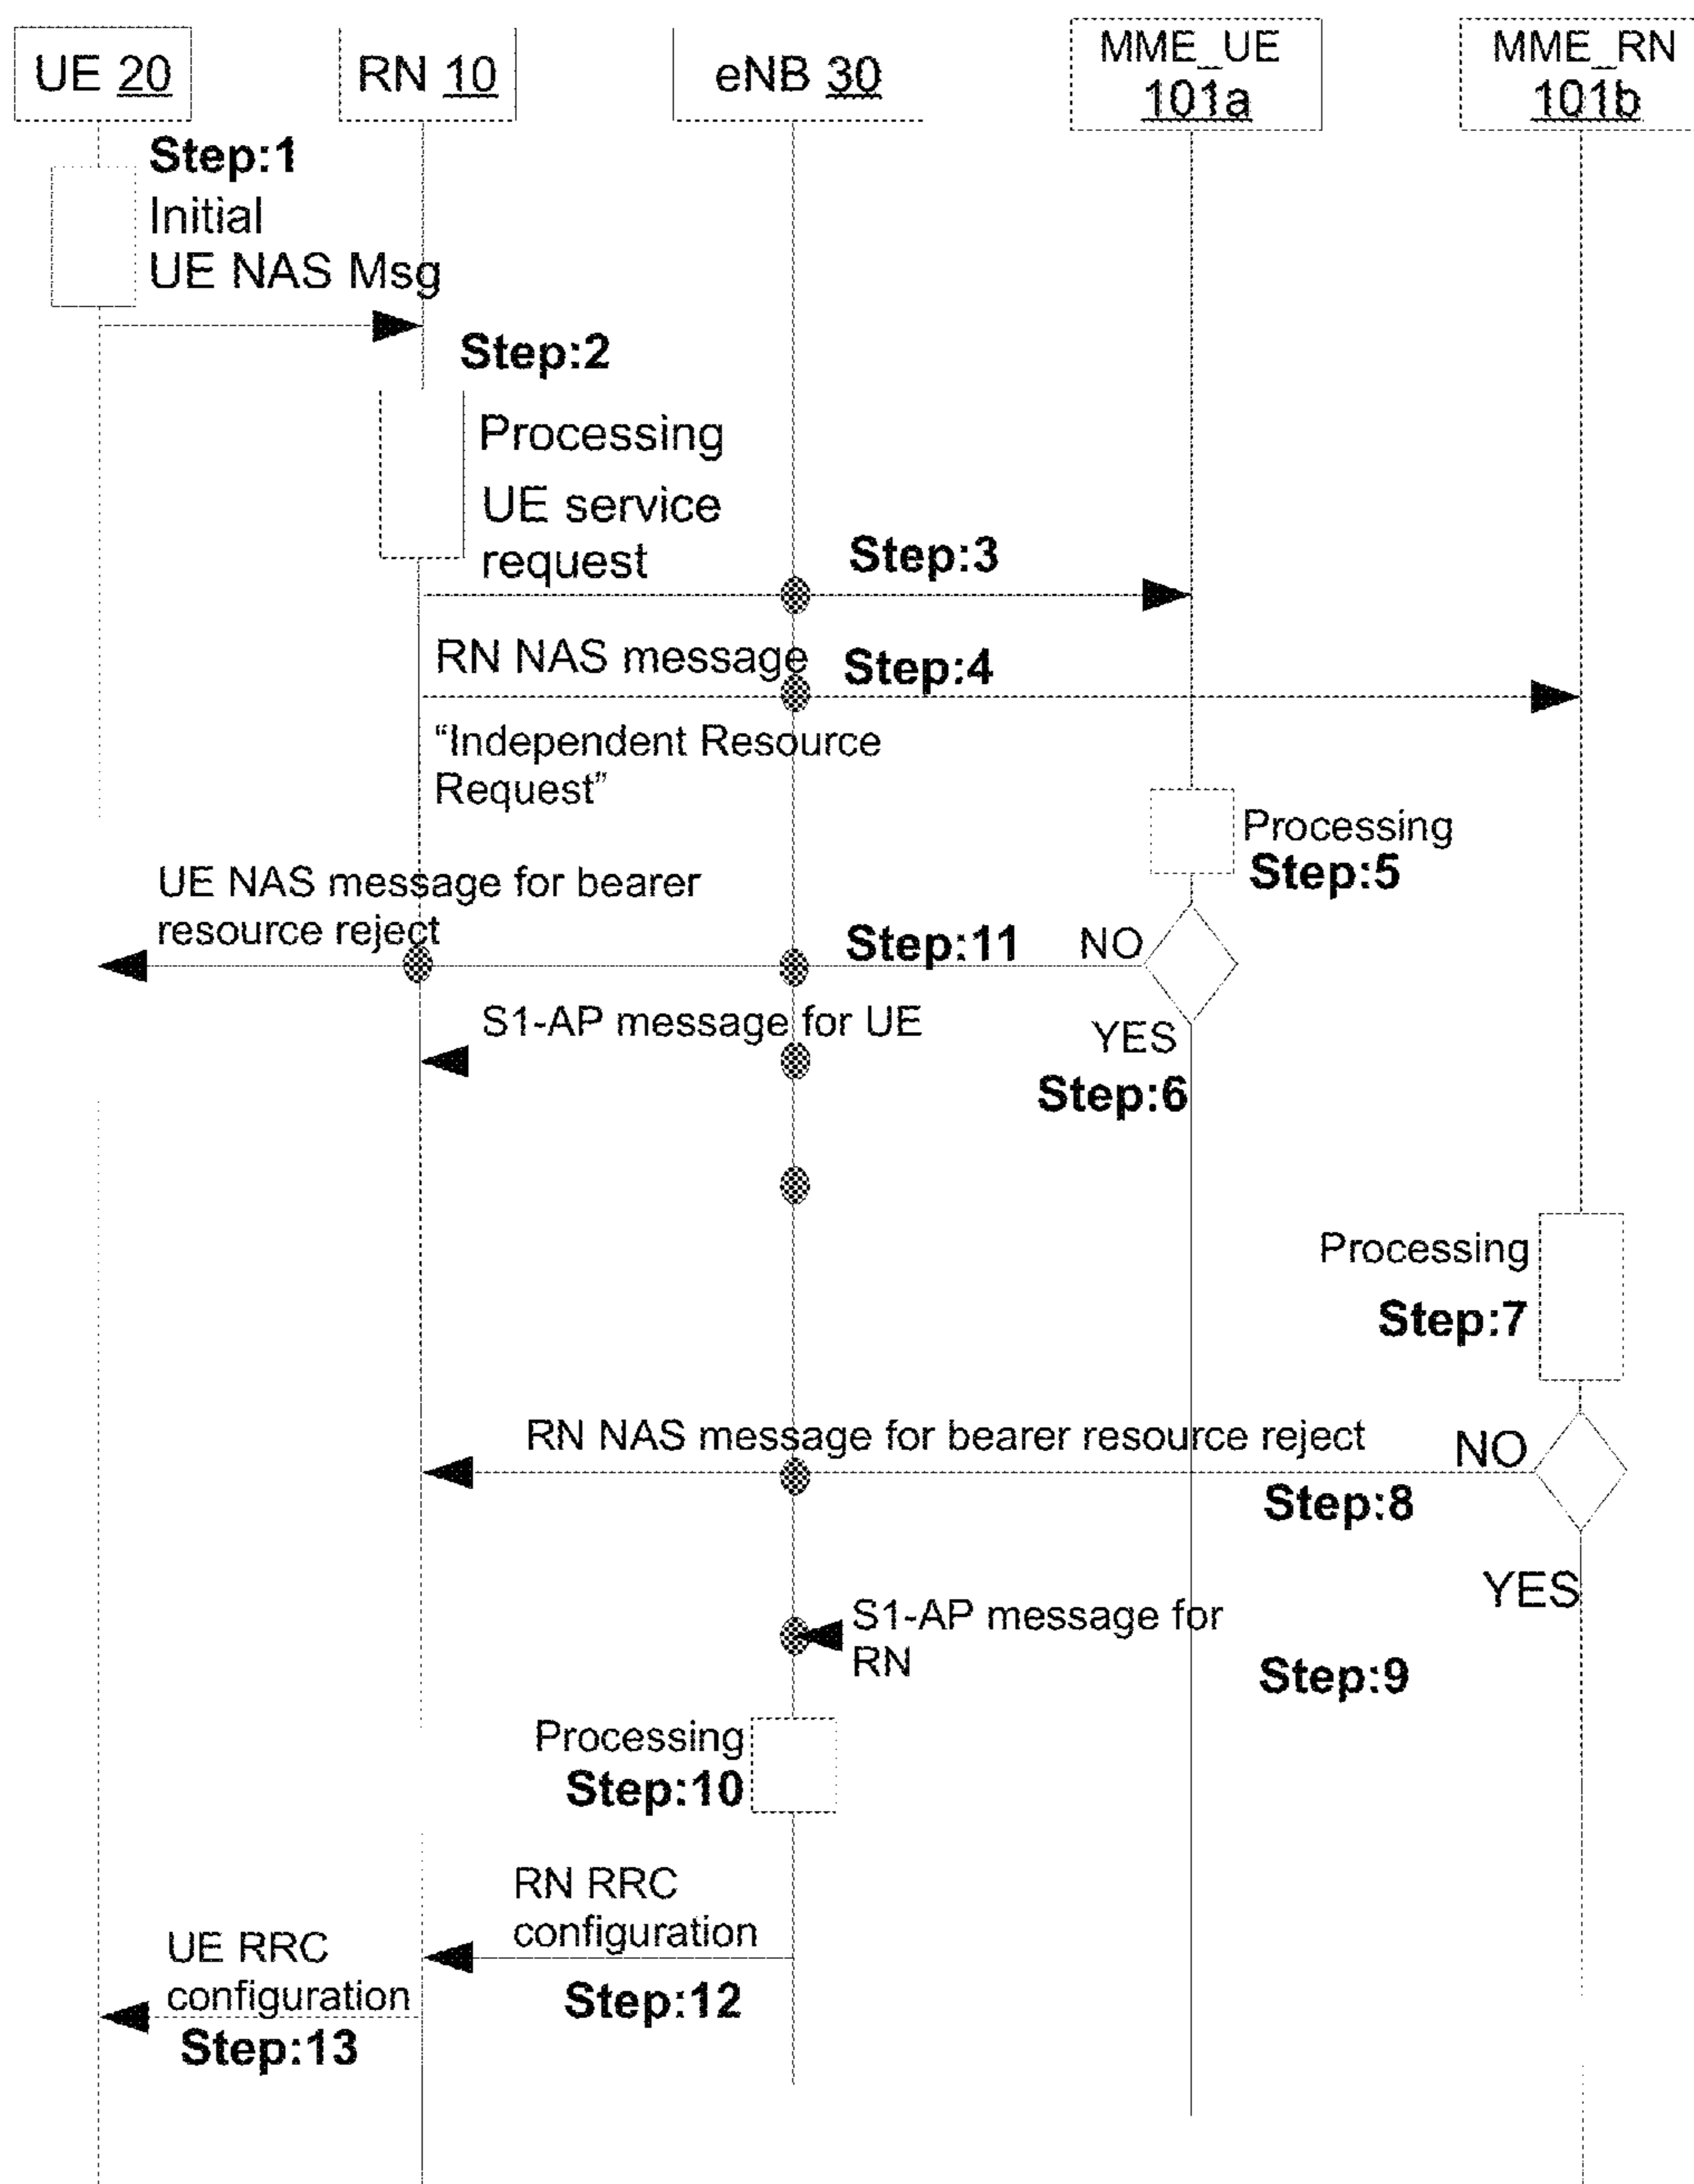 UE 20
RN 10
eNB 30
MME_UE
101a
MME_RN
101b
Step:1
Initial
UE NAS Msg
Step:2
Processing
UE service
request
Step:3
RN NAS message
Step:4
“Independent Resource
Request”
Processing
Step:5
UE NAS message for bearer
resource reject
Step:11
NO
S1-AP message for UE
YES
Step:6
Processing
Step:7
RN NAS message for bearer resource reject
NO
Step:8
YES
S1-AP message for
RN
Step:9
Processing
Step:10
RN RRC
configuration
Step:12
UE RRC
configuration
Step:13